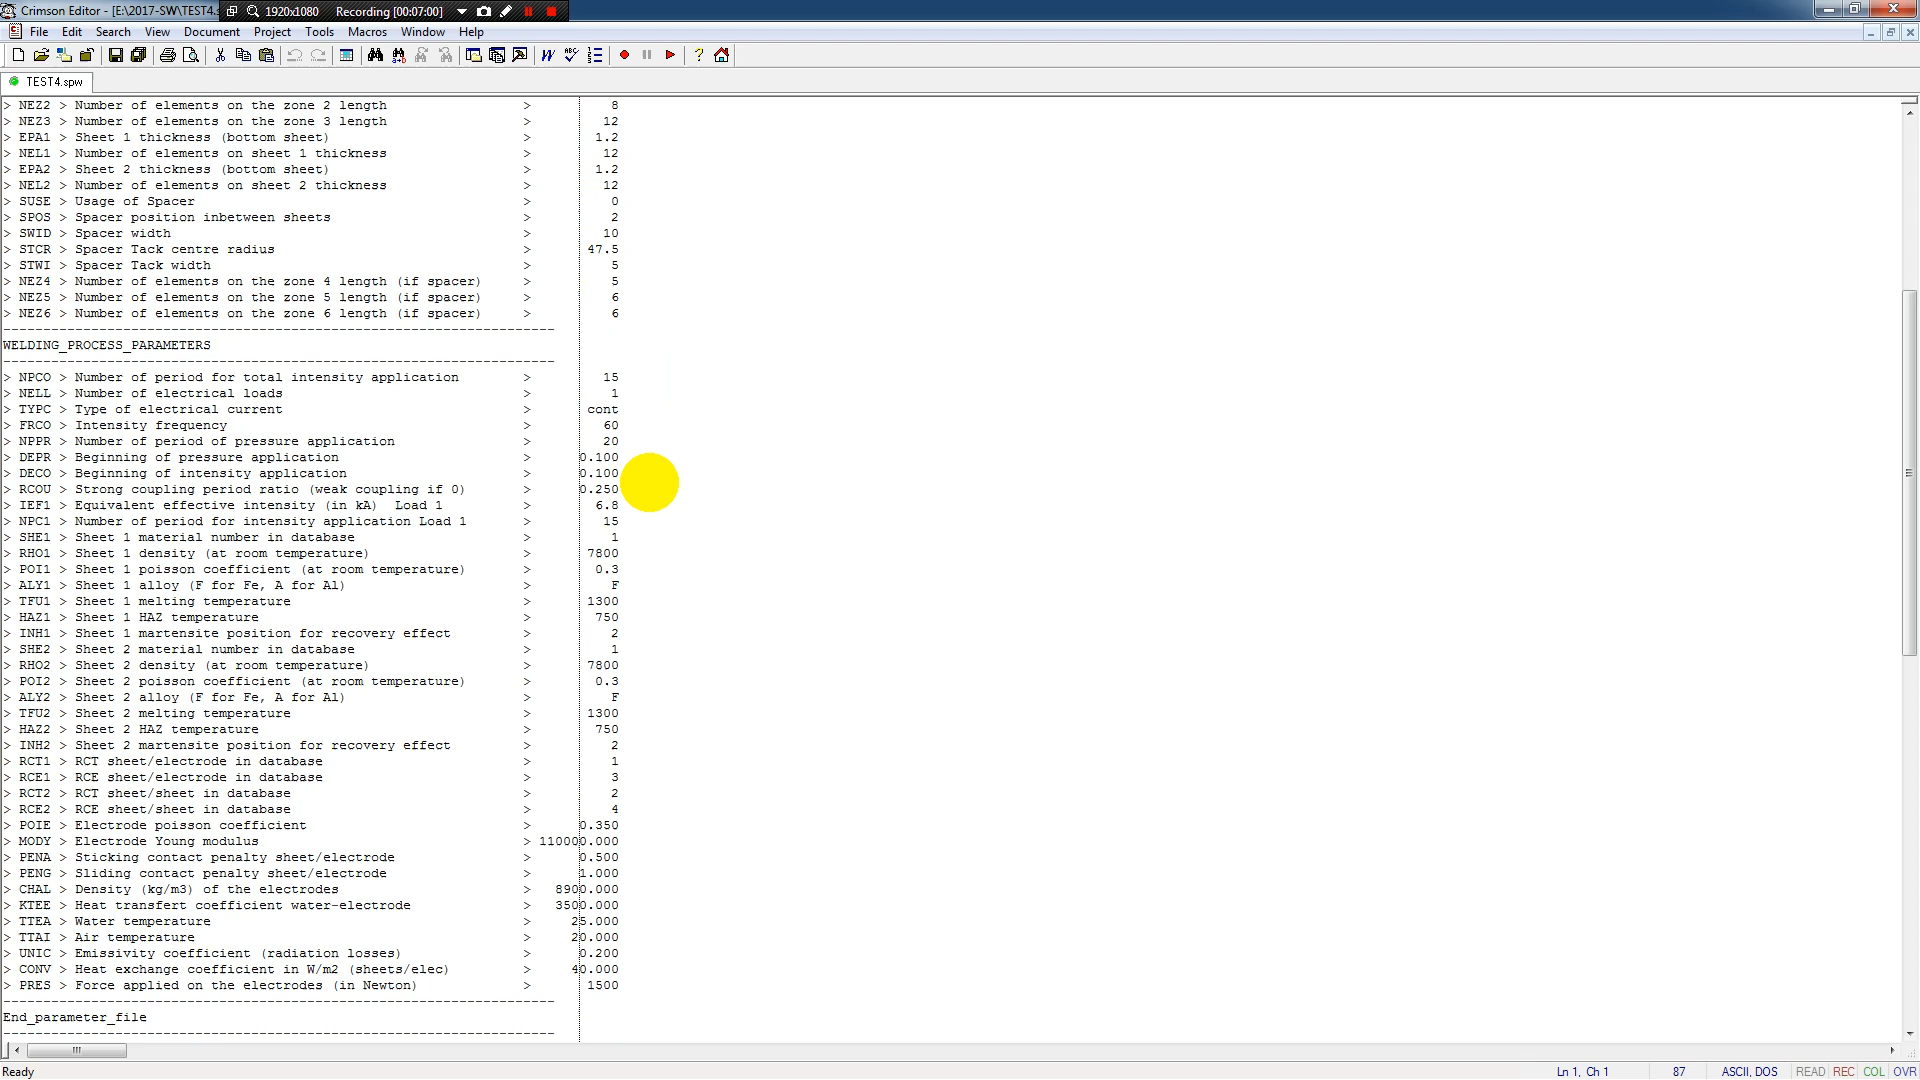 Crimson Editor - [E:\2017-SW\TEST4.s
1920x1080 Recording [00:07:00]
File Edit Search View Document Project Tools Macros Window Help
TEST4.spw
> NEZ2 > Number of elements on the zone 2 length > 8
> NEZ3 > Number of elements on the zone 3 length > 12
> EPA1 > Sheet 1 thickness (bottom sheet) > 1.2
> NEL1 > Number of elements on sheet 1 thickness > 12
> EPA2 > Sheet 2 thickness (bottom sheet) > 1.2
> NEL2 > Number of elements on sheet 2 thickness > 12
> SUSE > Usage of Spacer > 0
> SPOS > Spacer position inbetween sheets > 2
> SWID > Spacer width > 10
> STCR > Spacer Tack centre radius > 47.5
> STWI > Spacer Tack width > 5
> NEZ4 > Number of elements on the zone 4 length (if spacer) > 5
> NEZ5 > Number of elements on the zone 5 length (if spacer) > 6
> NEZ6 > Number of elements on the zone 6 length (if spacer) > 6
---------------------------------------------------------------------
WELDING_PROCESS_PARAMETERS
---------------------------------------------------------------------
> NPCO > Number of period for total intensity application > 15
> NELL > Number of electrical loads > 1
> TYPC > Type of electrical current > cont
> FRCO > Intensity frequency > 60
> NPPR > Number of period of pressure application > 20
> DEPR > Beginning of pressure application > 0.100
> DECO > Beginning of intensity application > 0.100
> RCOU > Strong coupling period ratio (weak coupling if 0) > 0.250
> IEF1 > Equivalent effective intensity (in kA) Load 1 > 6.8
> NPC1 > Number of period for intensity application Load 1 > 15
> SHE1 > Sheet 1 material number in database > 1
> RHO1 > Sheet 1 density (at room temperature) > 7800
> POI1 > Sheet 1 poisson coefficient (at room temperature) > 0.3
> ALY1 > Sheet 1 alloy (F for Fe, A for Al) > F
> TFU1 > Sheet 1 melting temperature > 1300
> HAZ1 > Sheet 1 HAZ temperature > 750
> INH1 > Sheet 1 martensite position for recovery effect > 2
> SHE2 > Sheet 2 material number in database > 1
> RHO2 > Sheet 2 density (at room temperature) > 7800
> POI2 > Sheet 2 poisson coefficient (at room temperature) > 0.3
> ALY2 > Sheet 2 alloy (F for Fe, A for Al) > F
> TFU2 > Sheet 2 melting temperature > 1300
> HAZ2 > Sheet 2 HAZ temperature > 750
> INH2 > Sheet 2 martensite position for recovery effect > 2
> RCT1 > RCT sheet/electrode in database > 1
> RCE1 > RCE sheet/electrode in database > 3
> RCT2 > RCT sheet/sheet in database > 2
> RCE2 > RCE sheet/sheet in database > 4
> POIE > Electrode poisson coefficient > 0.350
> MODY > Electrode Young modulus > 110000.000
> PENA > Sticking contact penalty sheet/electrode > 0.500
> PENG > Sliding contact penalty sheet/electrode > 1.000
> CHAL > Density (kg/m3) of the electrodes > 8900.000
> KTEE > Heat transfert coefficient water-electrode > 3500.000
> TTEA > Water temperature > 25.000
> TTAI > Air temperature > 20.000
> UNIC > Emissivity coefficient (radiation losses) > 0.200
> CONV > Heat exchange coefficient in W/m2 (sheets/elec) > 40.000
> PRES > Force applied on the electrodes (in Newton) > 1500
---------------------------------------------------------------------
End_parameter_file
---------------------------------------------------------------------
Ready Ln 1, Ch 1 87 ASCII, DOS READ REC COL OVR